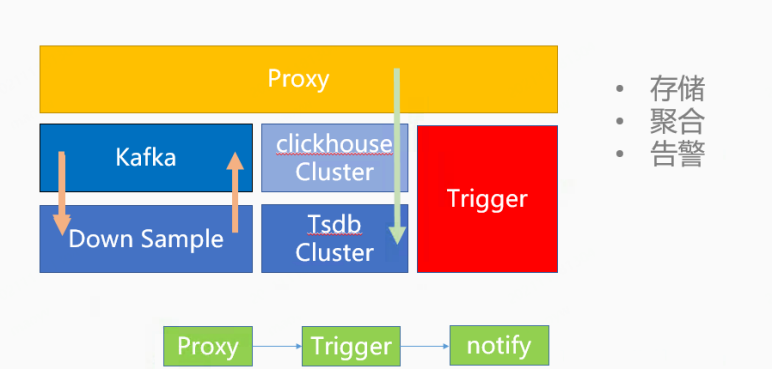 Proxy
Kafka
clickhouse
Cluster
Trigger
Down Sample
Tsdb
Cluster
• 存储
• 聚合
• 告警
Proxy
Trigger
notify